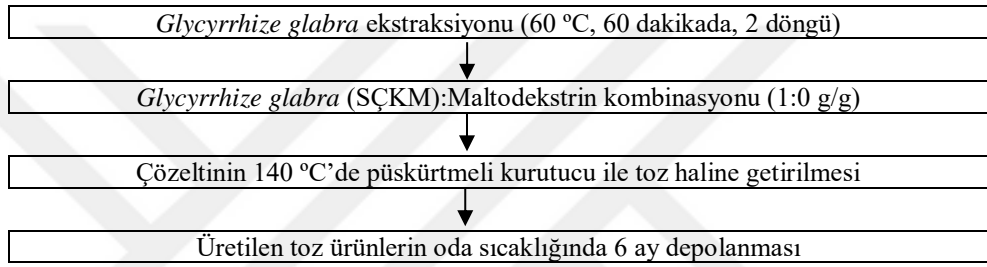 Glycyrrhize glabra ekstraksiyonu (60 ºC, 60 dakikada, 2 döngü)
Glycyrrhize glabra (SÇKM):Maltodekstrin kombinasyonu (1:0 g/g)
Çözeltinin 140 ºC’de püskürtmeli kurutucu ile toz haline getirilmesi
Üretilen toz ürünlerin oda sıcaklığında 6 ay depolanması